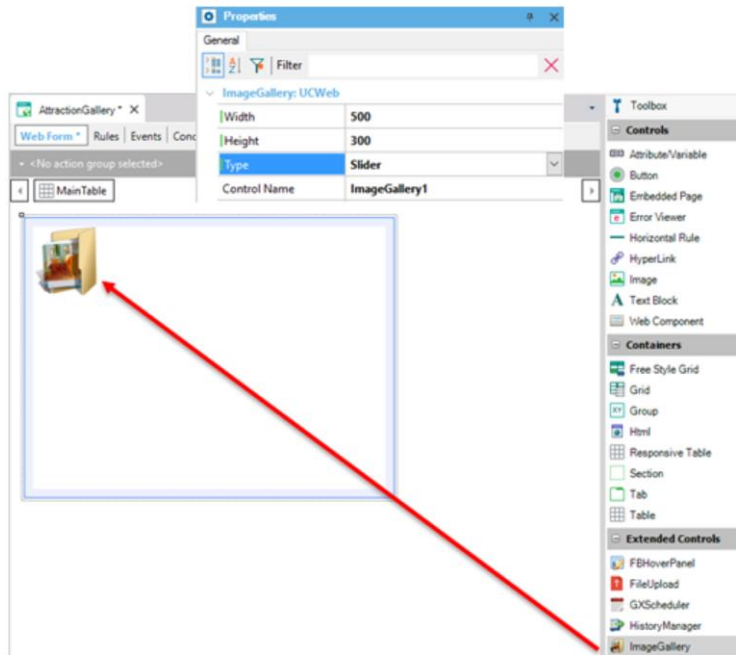 Properties
General
Filter
ImageGallery: UCWeb
Width 500
Height 300
Type Slider
Control Name ImageGallery1
AttractionGallery *
Web Form * Rules Events Conc
<No action group selected>
MainTable
Toolbox
Controls
Attribute/Variable
Button
Embedded Page
Error Viewer
Horizontal Rule
HyperLink
Image
Text Block
Web Component
Containers
Free Style Grid
Grid
Group
Html
Responsive Table
Section
Tab
Table
Extended Controls
FBHoverPanel
FileUpload
GXScheduler
HistoryManager
ImageGallery